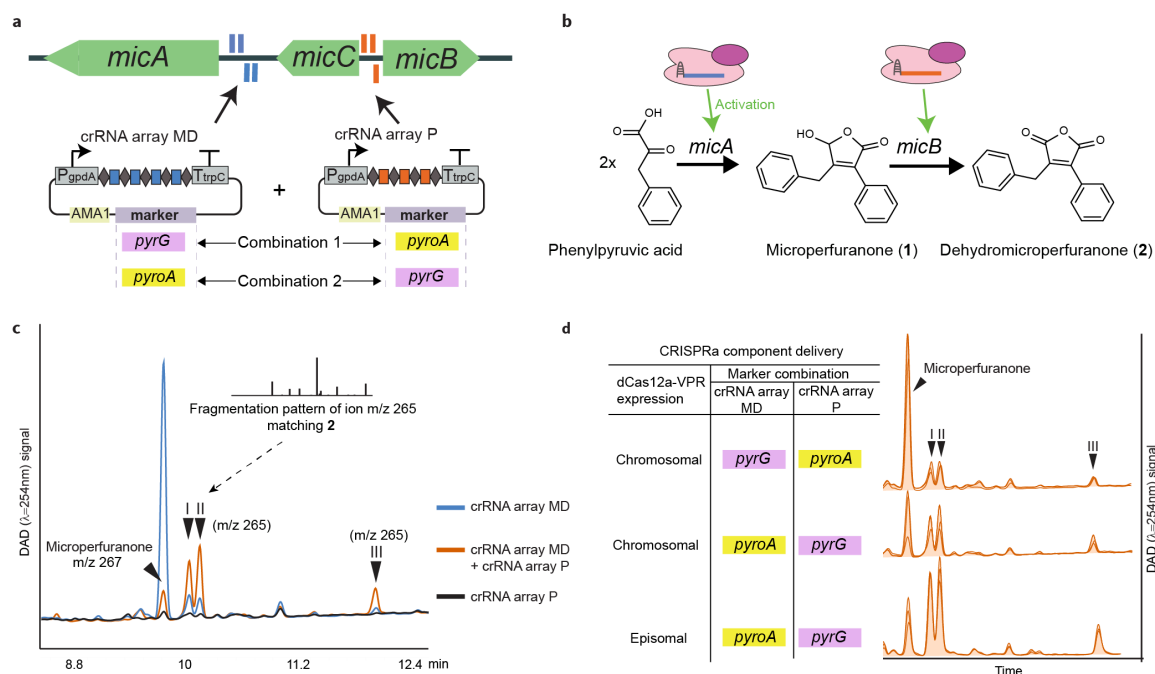 a
micA
micC
micB
crRNA array MD
crRNA array P
PgpdA
TtrpC
PgpdA
TtrpC
+
AMA1
marker
AMA1
marker
pyrG
Combination 1
pyroA
pyroA
Combination 2
pyrG
b
Activation
2x
OH
O
O
micA
HO
O
O
micB
O
O
O
Phenylpyruvic acid
Microperfuranone (1)
Dehydromicroperfuranone (2)
c
DAD (λ=254nm) signal
Fragmentation pattern of ion m/z 265
matching 2
I
II
(m/z 265)
(m/z 265)
III
Microperfuranone
m/z 267
crRNA array MD
crRNA array MD
+ crRNA array P
crRNA array P
8.8
10
11.2
12.4
min
d
CRISPRa component delivery
dCas12a-VPR
expression
Marker combination
crRNA array
MD
crRNA array
P
Chromosomal
pyrG
pyroA
Chromosomal
pyroA
pyrG
Episomal
pyroA
pyrG
Microperfuranone
I
II
III
DAD (λ=254nm) signal
Time